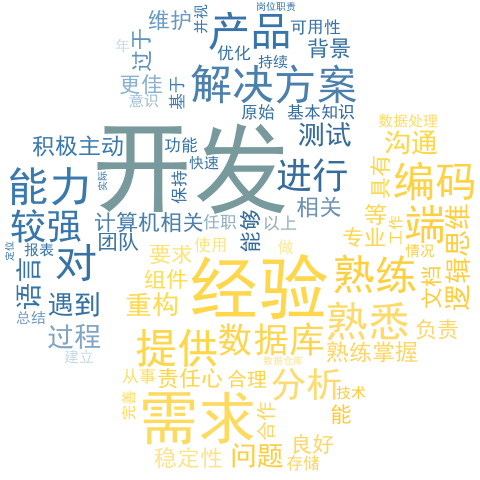 岗位职责
维护
井视
产品
可用性
年
过于
优化
背景
持续
更佳
意识
基于
解决方案
原始
基本知识
数据处理
积极主动
开发
功能
测试
沟通
快速
实际
保持
进行
具有
编码
能力
较强
计算机相关
任职
以上
相关
端
思维
逻辑
定位
报表
团队
能够
专业
工作
语言
对
要求
使用
做
情况
遇到
组件
经验
熟练
文档
总结
过程
重构
熟悉
负责
建立
提供
数据库
熟练掌握
数据仓库
从事
责任心
合理
分析
技术
完善
需求
合作
能
稳定性
问题
良好
存储